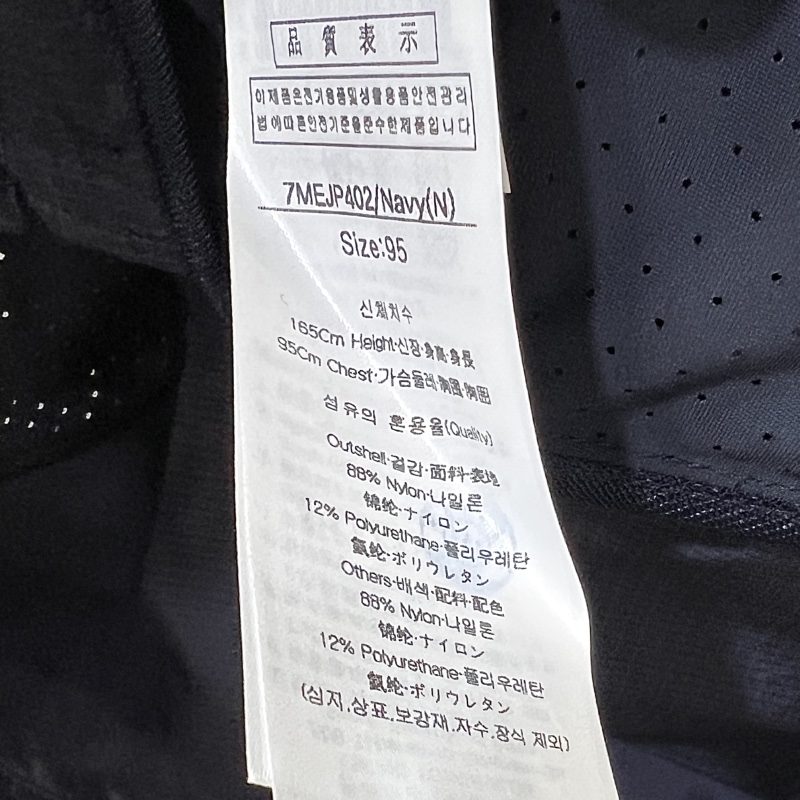 品質表示
이 제품은전기용품및생활용품안전관리
법에따른안전기준을준수한제품입니다
7MEJP402/Navy(N)
Size:95
신체치수
165Cm Height·신장·身高·身長
95Cm Chest·가슴둘레·胸围·胸囲
섬유의 혼용율(Quality)
Outshell·겉감·面料·表地
88% Nylon·나일론
锦纶·ナイロン
12% Polyurethane·폴리우레탄
氨纶·ポリウレタン
Others·배색·配料·配色
88% Nylon·나일론
锦纶·ナイロン
12% Polyurethane·폴리우레탄
氨纶·ポリウレタン
(심지,상표,보강재,자수,장식 제외)